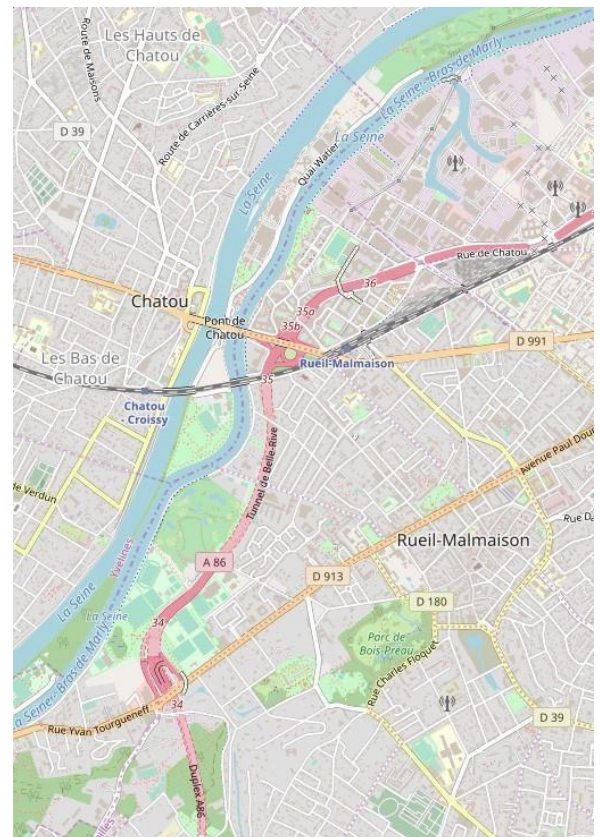 Les Hauts de
Chatou
Route de Maisons
D 39
Route de Carrières-sur-Seine
La Seine
La Seine - Bras de Marly
La Seine
Quai Watier
Rue de Chatou
36
35a
35b
Chatou
Pont de
Chatou
D 991
Rueil-Malmaison
Les Bas de
Chatou
35
Chatou
- Croissy
Tunnel de Belle-Rive
Avenue Paul Doum
de Verdun
Rue Da
Yvelines
A 86
Rueil-Malmaison
D 913
La Seine
La Seine
34
D 180
Parc de
Bois-Préau
La Seine - Bras de Marly
34
Rue Charles Floquet
Rue Yvan Tourgueneff
D 39
Duplex A86